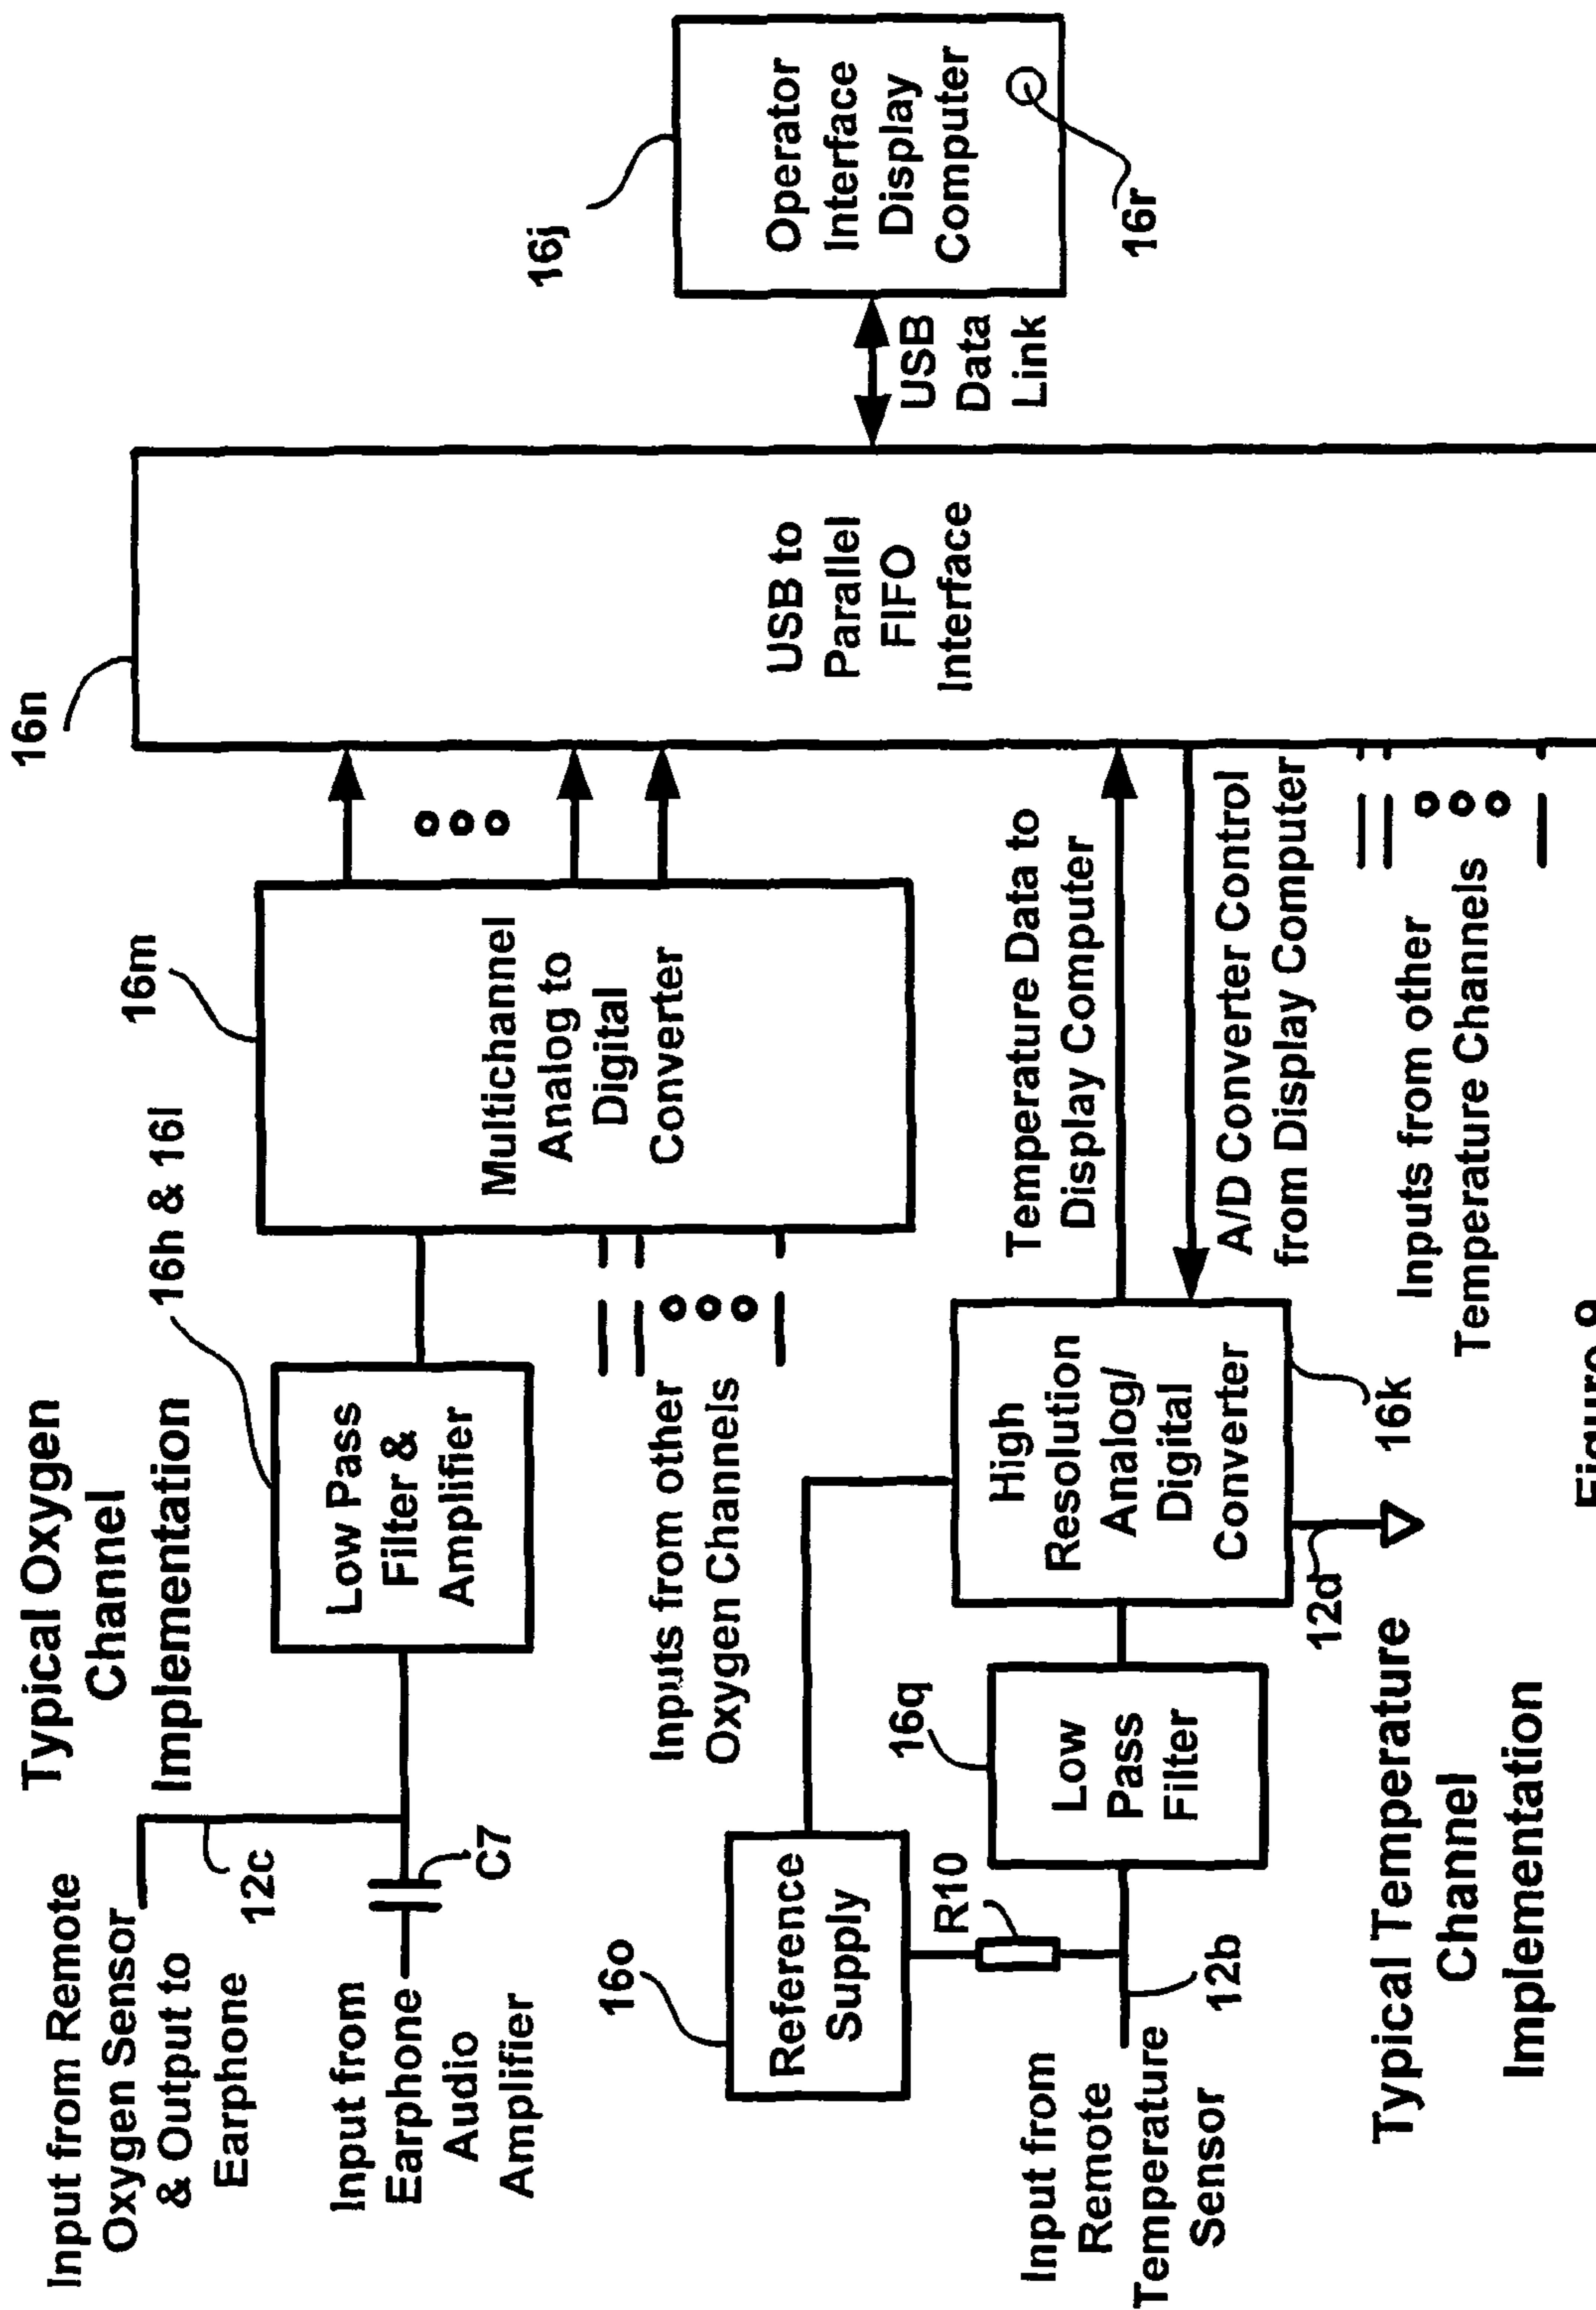 Typical Oxygen
Channel
Implementation
Input from Remote
Oxygen Sensor
& Output to
Earphone
12c
Input from
Earphone
Audio
Amplifier
C7
16h & 16l
Low Pass
Filter &
Amplifier
Inputs from other
Oxygen Channels
16m
Multichannel
Analog to
Digital
Converter
16n
USB to
Parallel
FIFO
Interface
USB
Data
Link
16j
Operator
Interface
Display
Computer
16r
16o
Reference
Supply
R10
12b
Input from
Remote
Temperature
Sensor
16q
Low
Pass
Filter
High
Resolution
Analog/
Digital
Converter
16k
12d
Temperature Data to
Display Computer
A/D Converter Control
from Display Computer
Inputs from other
Temperature Channels
Typical Temperature
Channel
Implementation
Figure 9